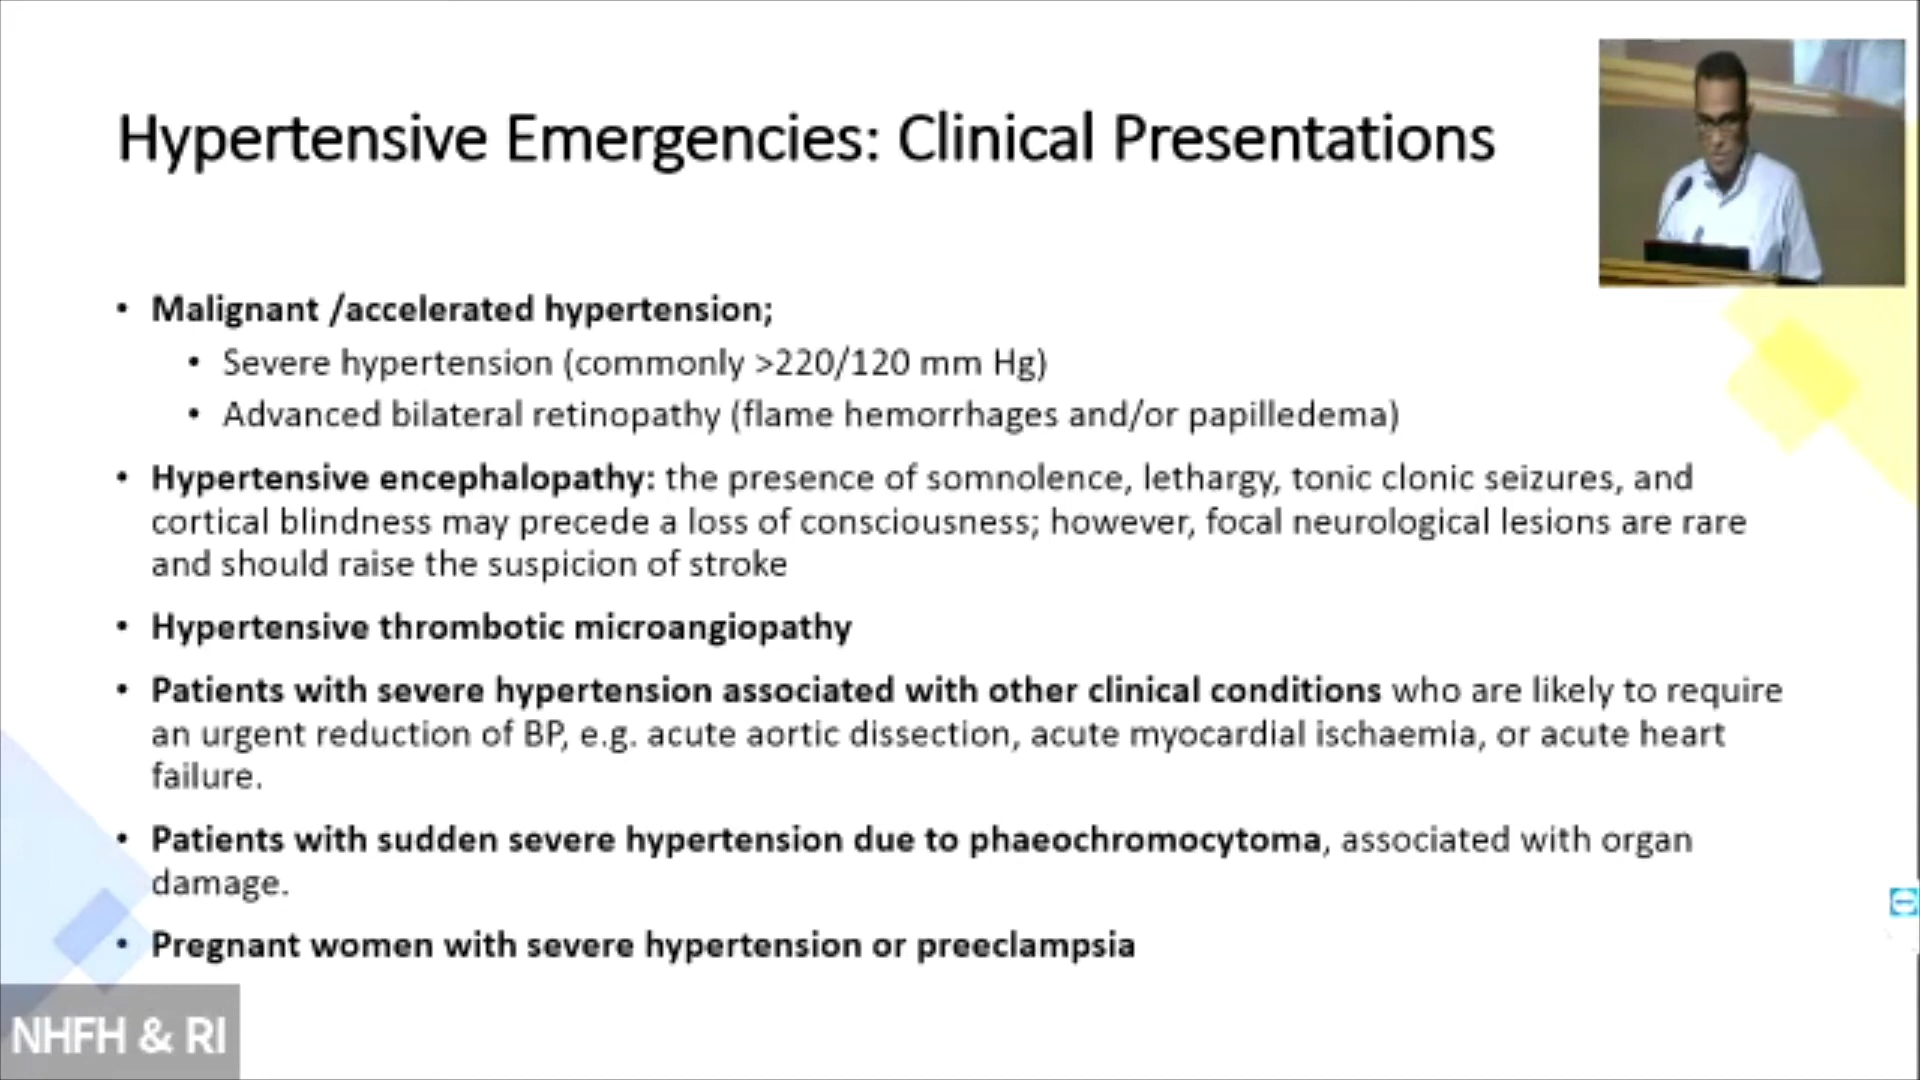 Hypertensive Emergencies: Clinical Presentations
• Malignant /accelerated hypertension;
• Severe hypertension (commonly >220/120 mm Hg)
• Advanced bilateral retinopathy (flame hemorrhages and/or papilledema)
• Hypertensive encephalopathy: the presence of somnolence, lethargy, tonic clonic seizures, and
cortical blindness may precede a loss of consciousness; however, focal neurological lesions are rare
and should raise the suspicion of stroke
• Hypertensive thrombotic microangiopathy
• Patients with severe hypertension associated with other clinical conditions who are likely to require
an urgent reduction of BP, e.g. acute aortic dissection, acute myocardial ischaemia, or acute heart
failure.
• Patients with sudden severe hypertension due to phaeochromocytoma, associated with organ
damage.
• Pregnant women with severe hypertension or preeclampsia
NHFH & RI